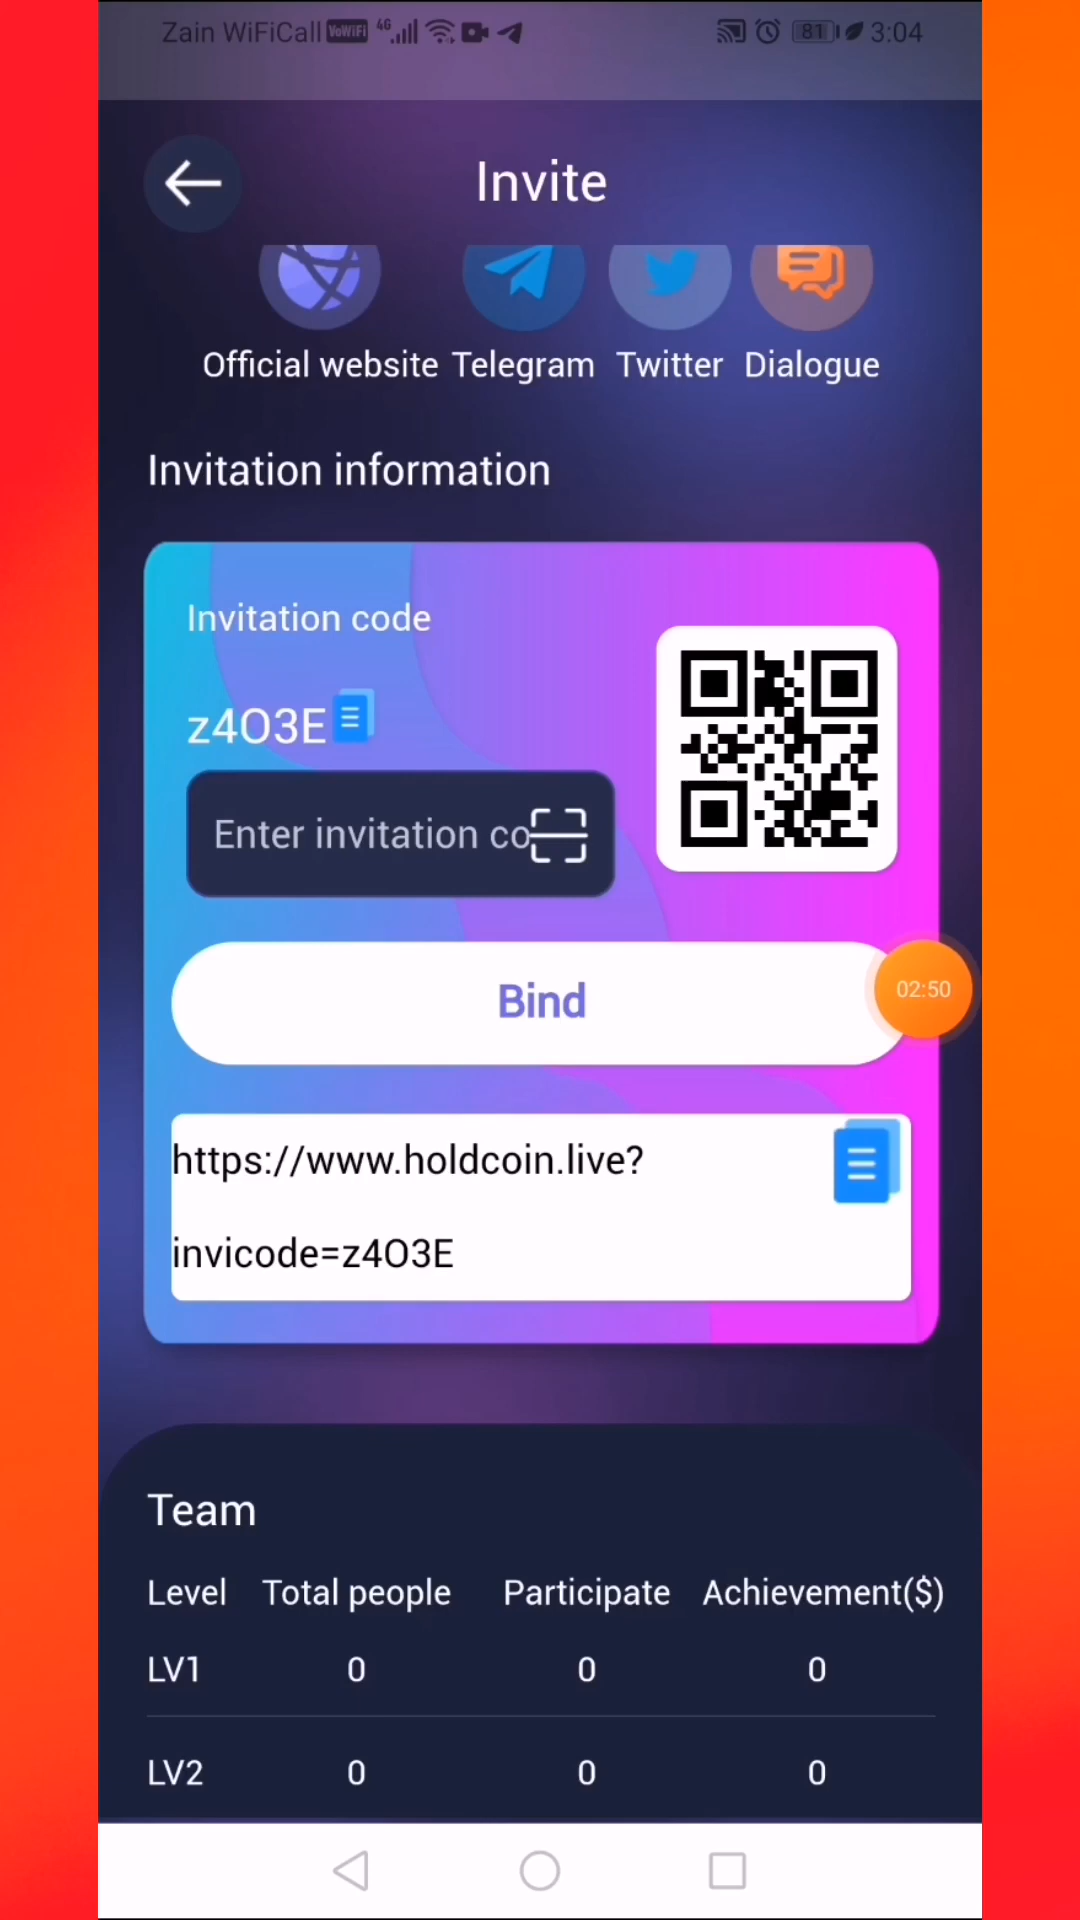 Zain WiFiCall VoWiFi 4G 81 3:04
Invite
Official website Telegram Twitter Dialogue
Invitation information
Invitation code
z4O3E
Enter invitation co
Bind
02:50
https://www.holdcoin.live?
invicode=z4O3E
Team
Level Total people Participate Achievement($)
LV1 0 0 0
LV2 0 0 0